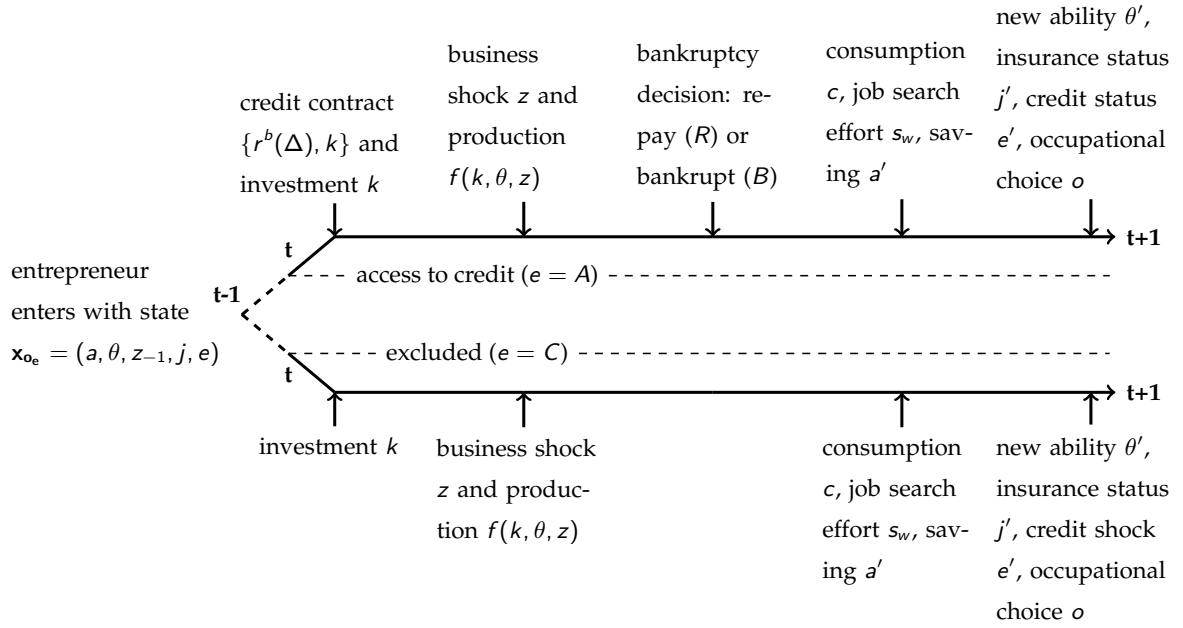 credit contract
{r^b(Δ), k} and
investment k
business
shock z and
production
f(k, θ, z)
bankruptcy
decision: re-
pay (R) or
bankrupt (B)
consumption
c, job search
effort s_w, sav-
ing a′
new ability θ′,
insurance status
j′, credit status
e′, occupational
choice o
t
t+1
access to credit (e = A)
entrepreneur
enters with state
x_{o_e} = (a, θ, z_{−1}, j, e)
t-1
excluded (e = C)
t
t+1
investment k
business shock
z and produc-
tion f(k, θ, z)
consumption
c, job search
effort s_w, sav-
ing a′
new ability θ′,
insurance status
j′, credit shock
e′, occupational
choice o